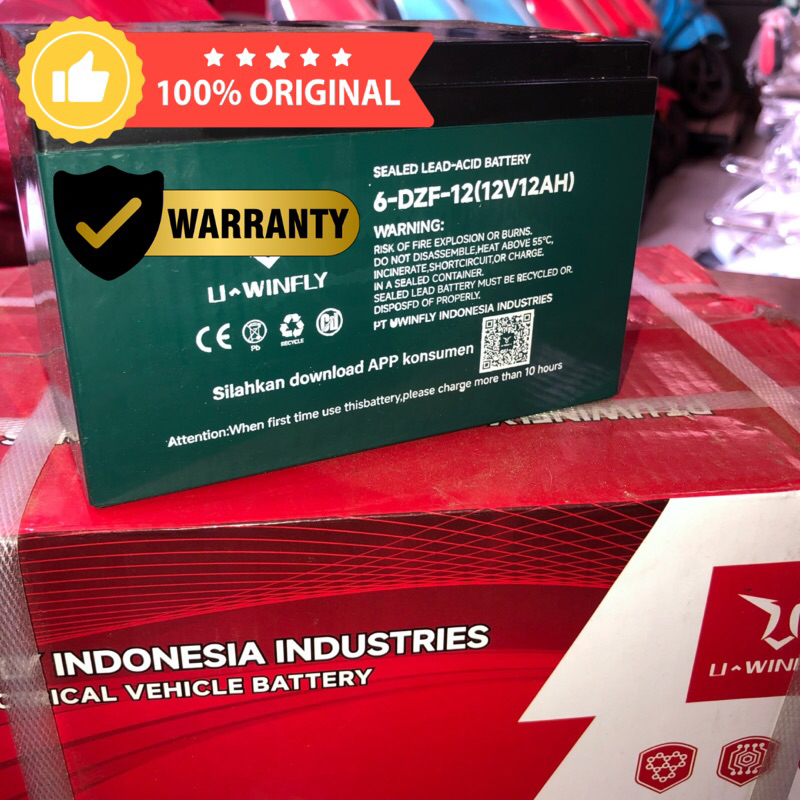 100% ORIGINAL
WARRANTY
SEALED LEAD-ACID BATTERY
6-DZF-12(12V12AH)
WARNING:
RISK OF FIRE EXPLOSION OR BURNS.
DO NOT DISASSEMBLE,HEAT ABOVE 55°C,
INCINERATE,SHORTCIRCUIT,OR CHARGE.
IN A SEALED CONTAINER.
SEALED LEAD BATTERY MUST BE RECYCLED OR.
DISPOSFD OF PROPERLY.
PT UWINFLY INDONESIA INDUSTRIES
U^WINFLY
CE
Pb
RECYCLE
Cd
Silahkan download APP konsumen
Attention:When first time use thisbattery,please charge more than 10 hours
INDONESIA INDUSTRIES
ICAL VEHICLE BATTERY
U^WINF